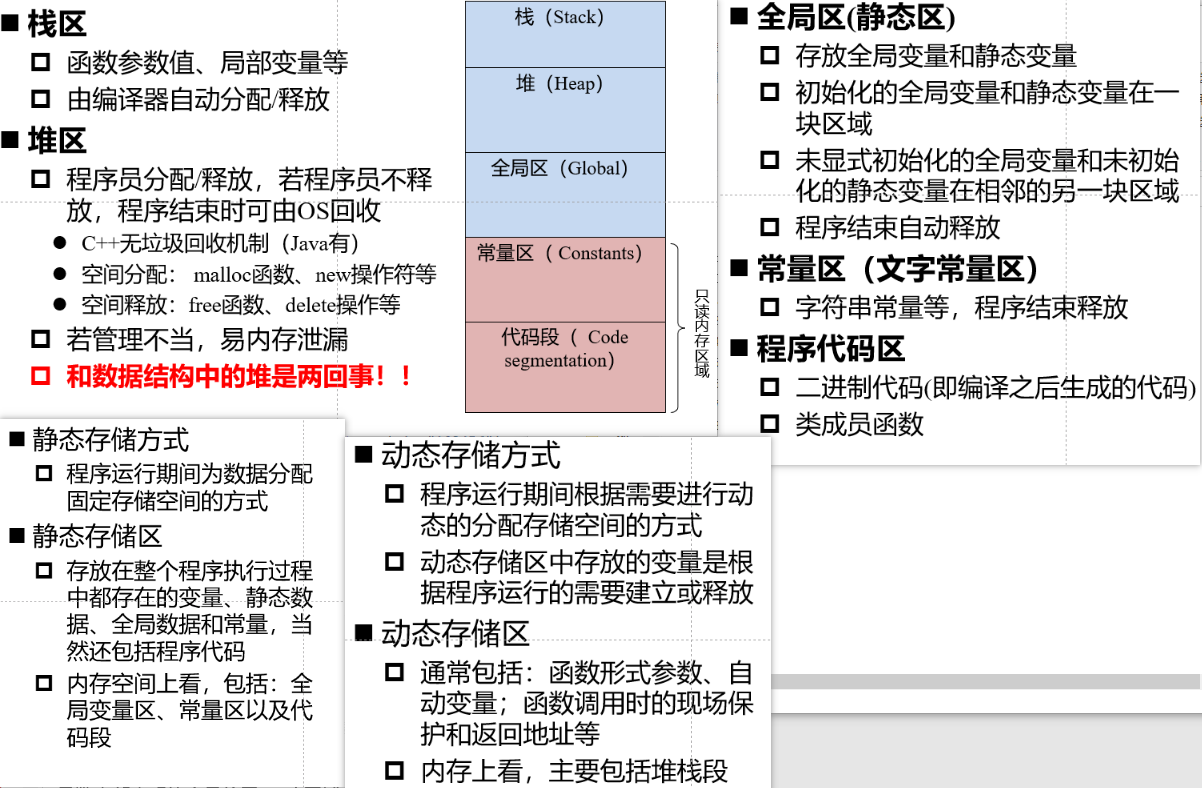 栈区
函数参数值、局部变量等
由编译器自动分配/释放
堆区
程序员分配/释放，若程序员不释
放，程序结束时可由OS回收
C++无垃圾回收机制（Java有）
空间分配： malloc函数、new操作符等
空间释放：free函数、delete操作等
若管理不当，易内存泄漏
和数据结构中的堆是两回事！！
栈（Stack）
堆（Heap）
全局区（Global）
常量区（ Constants）
代码段（ Code
segmentation）
只读内存区域
全局区(静态区)
存放全局变量和静态变量
初始化的全局变量和静态变量在一
块区域
未显式初始化的全局变量和未初始
化的静态变量在相邻的另一块区域
程序结束自动释放
常量区（文字常量区）
字符串常量等，程序结束释放
程序代码区
二进制代码(即编译之后生成的代码)
类成员函数
静态存储方式
程序运行期间为数据分配
固定存储空间的方式
静态存储区
存放在整个程序执行过程
中都存在的变量、静态数
据、全局数据和常量，当
然还包括程序代码
内存空间上看，包括：全
局变量区、常量区以及代
码段
动态存储方式
程序运行期间根据需要进行动
态的分配存储空间的方式
动态存储区中存放的变量是根
据程序运行的需要建立或释放
动态存储区
通常包括：函数形式参数、自
动变量；函数调用时的现场保
护和返回地址等
内存上看，主要包括堆栈段